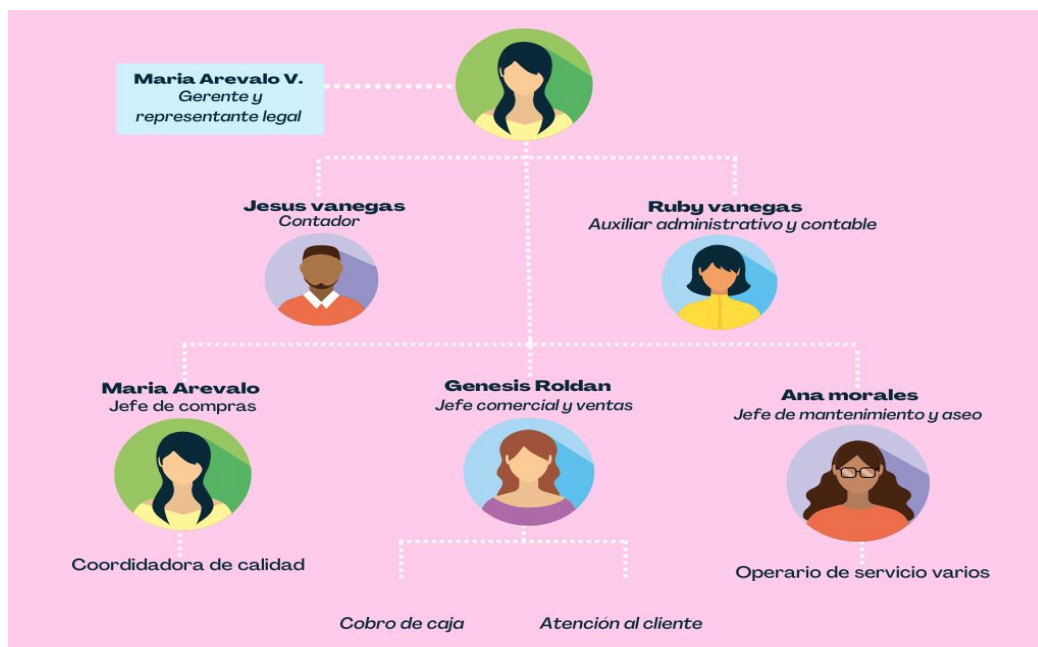 Maria Arevalo V.
Gerente y
representante legal
Jesus vanegas
Contador
Ruby vanegas
Auxiliar administrativo y contable
Maria Arevalo
Jefe de compras
Genesis Roldan
Jefe comercial y ventas
Ana morales
Jefe de mantenimiento y aseo
Coordidadora de calidad
Operario de servicio varios
Cobro de caja
Atención al cliente